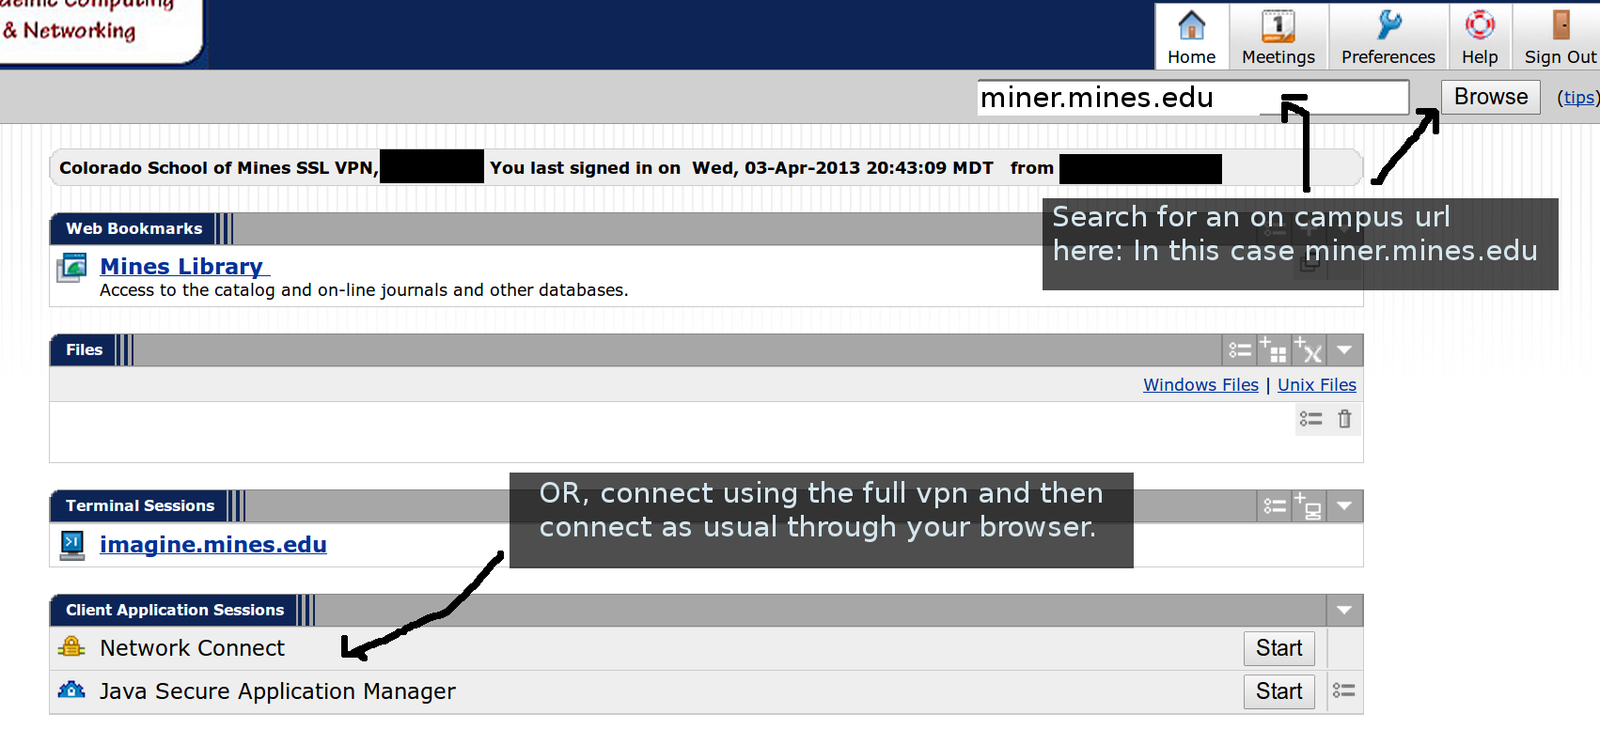 Computing
& Networking
Home
Meetings
Preferences
Help
Sign Out
miner.mines.edu
Browse
(tips)
Colorado School of Mines SSL VPN,
You last signed in on Wed, 03-Apr-2013 20:43:09 MDT from
Search for an on campus url
here: In this case miner.mines.edu
Web Bookmarks
Mines Library
Access to the catalog and on-line journals and other databases.
Files
Windows Files | Unix Files
OR, connect using the full vpn and then
connect as usual through your browser.
Terminal Sessions
imagine.mines.edu
Client Application Sessions
Network Connect
Start
Java Secure Application Manager
Start